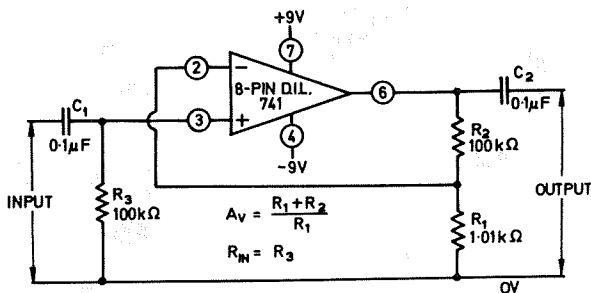 +9V
7
2
−
8-PIN D.I.L.
741
6
C2
0·1µF
C1
0·1µF
3
+
4
−9V
R2
100kΩ
INPUT
R3
100kΩ
AV = R1+R2
R1
RIN = R3
R1
1·01kΩ
OUTPUT
0V